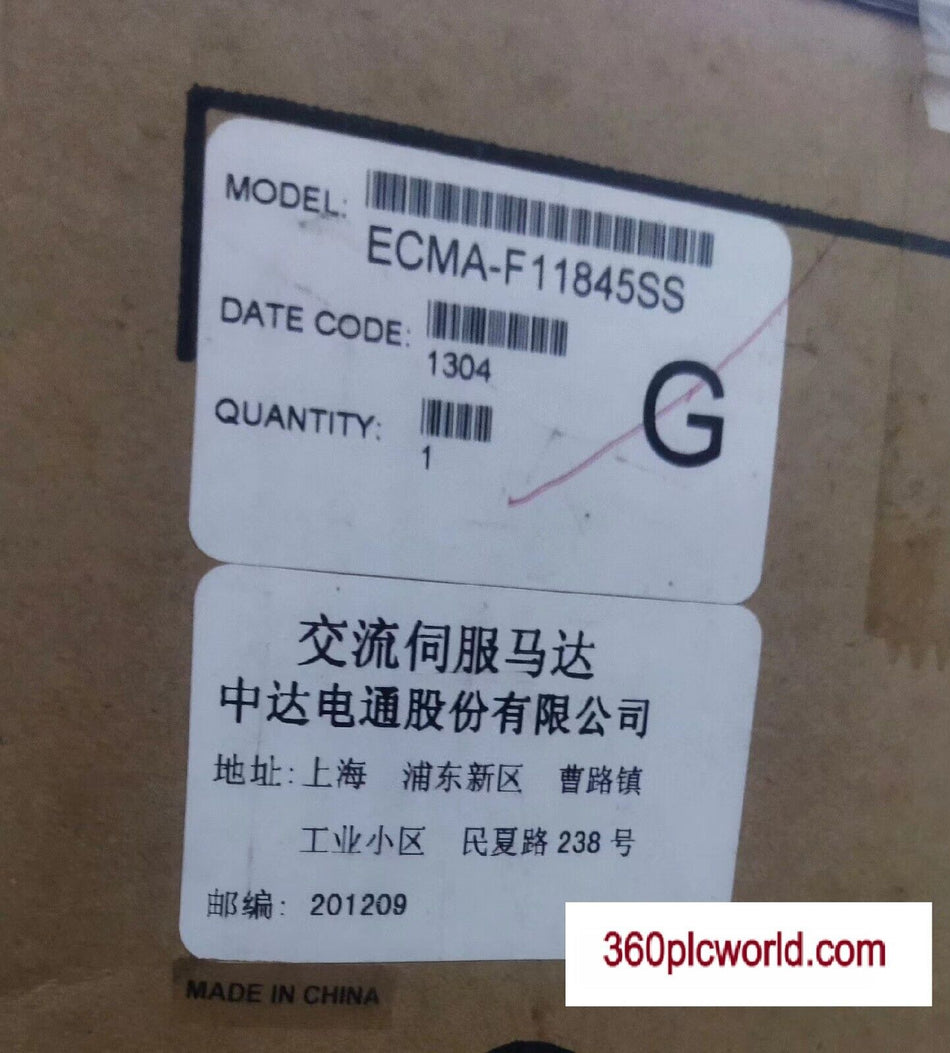 MODEL:
ECMA-F11845SS
DATE CODE:
1304
QUANTITY:
1
G
交流伺服马达
中达电通股份有限公司
地址:上海 浦东新区 曹路镇
工业小区 民夏路 238 号
邮编: 201209
MADE IN CHINA
360plcworld.com